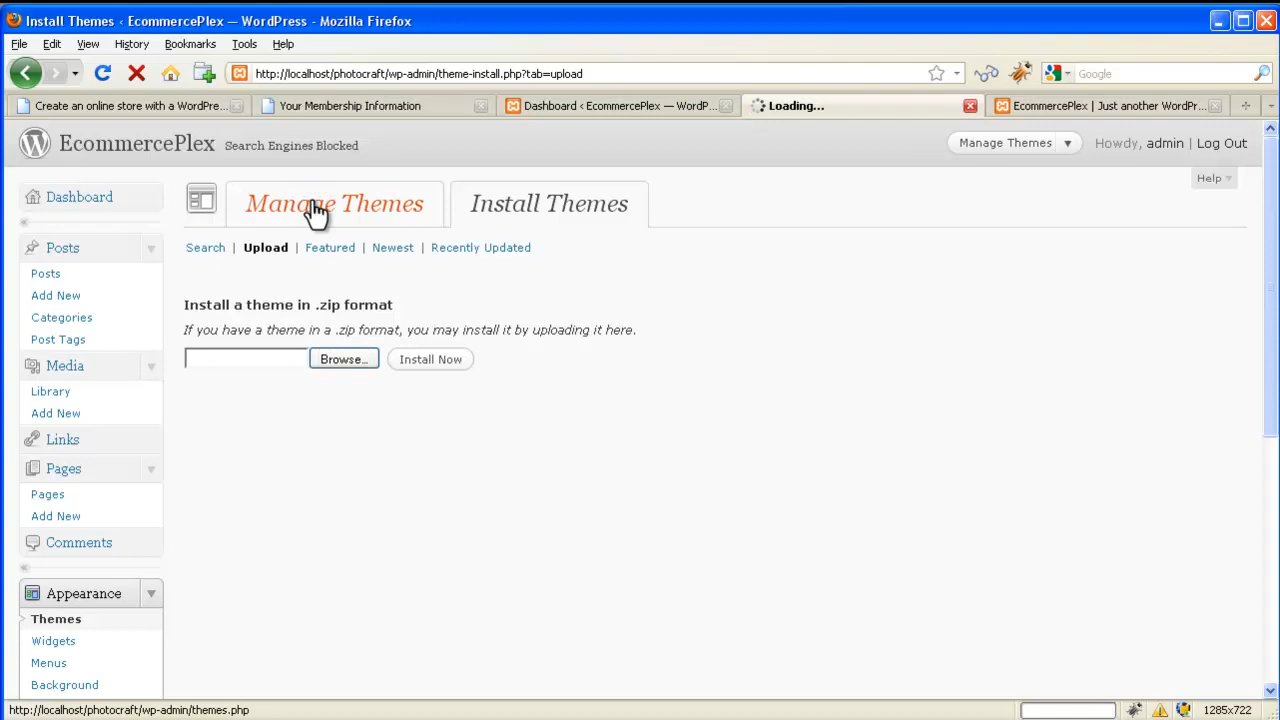 Install Themes ‹ EcommercePlex — WordPress - Mozilla Firefox
File Edit View History Bookmarks Tools Help
http://localhost/photocraft/wp-admin/theme-install.php?tab=upload
Google
Create an online store with a WordPre...
Your Membership Information
Dashboard ‹ EcommercePlex — WordP...
Loading...
EcommercePlex | Just another WordPr...
EcommercePlex Search Engines Blocked
Manage Themes
Howdy, admin | Log Out
Help
Dashboard
Posts
Posts
Add New
Categories
Post Tags
Media
Library
Add New
Links
Pages
Pages
Add New
Comments
Appearance
Themes
Widgets
Menus
Background
Manage Themes
Install Themes
Search | Upload | Featured | Newest | Recently Updated
Install a theme in .zip format
If you have a theme in a .zip format, you may install it by uploading it here.
Browse... Install Now
http://localhost/photocraft/wp-admin/themes.php
1285x722